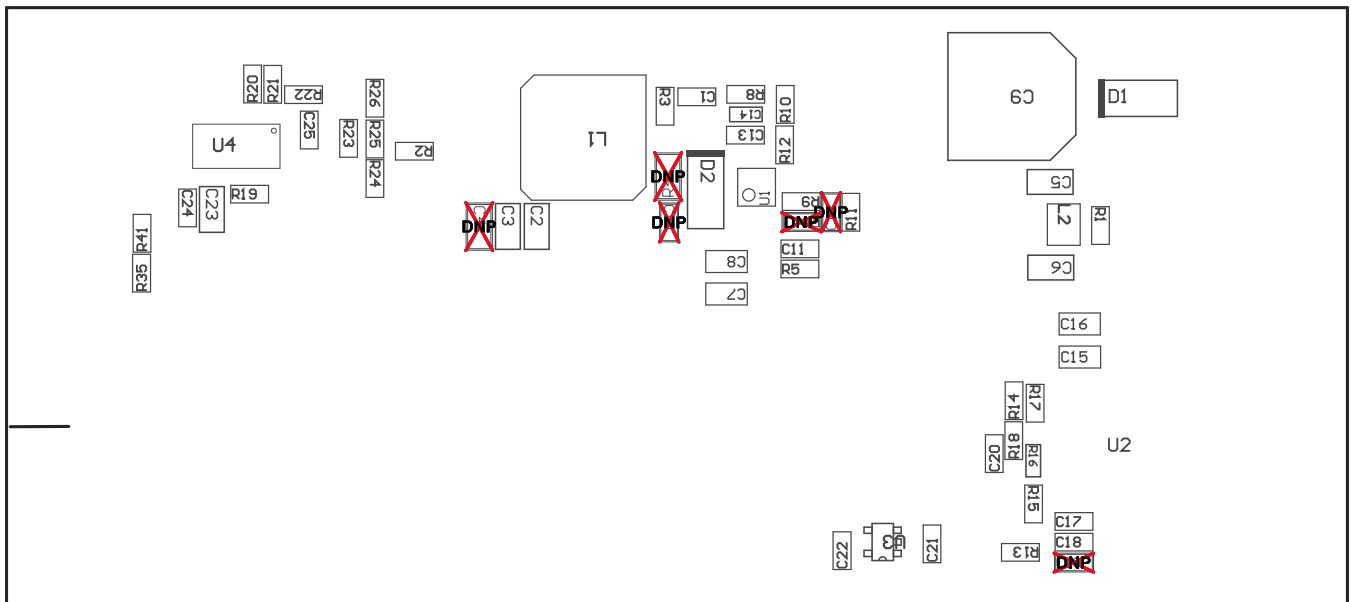 R20
R21
R22
C25
R23
R26
R25
R24
R2
U4
R19
C24
C23
R41
R35
L1
R3
C1
R8
C14
C13
R10
R12
D2
U1
DNP
DNP
DNP
C3
C2
R9
DNP
DNP
R11
C11
R5
C8
C7
C9
D1
C5
L2
R1
C6
C16
C15
R14
R17
R18
C20
R16
U2
R15
C17
C18
DNP
R13
C22
U3
C21